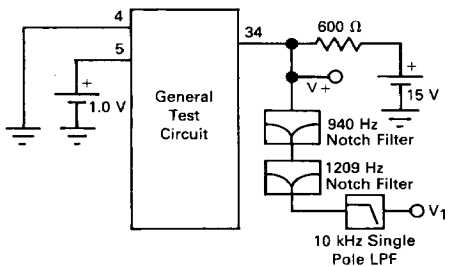 4
5
34
600 Ω
+
1.0 V
General
Test
Circuit
V+
+
15 V
940 Hz
Notch Filter
1209 Hz
Notch Filter
V1
10 kHz Single
Pole LPF